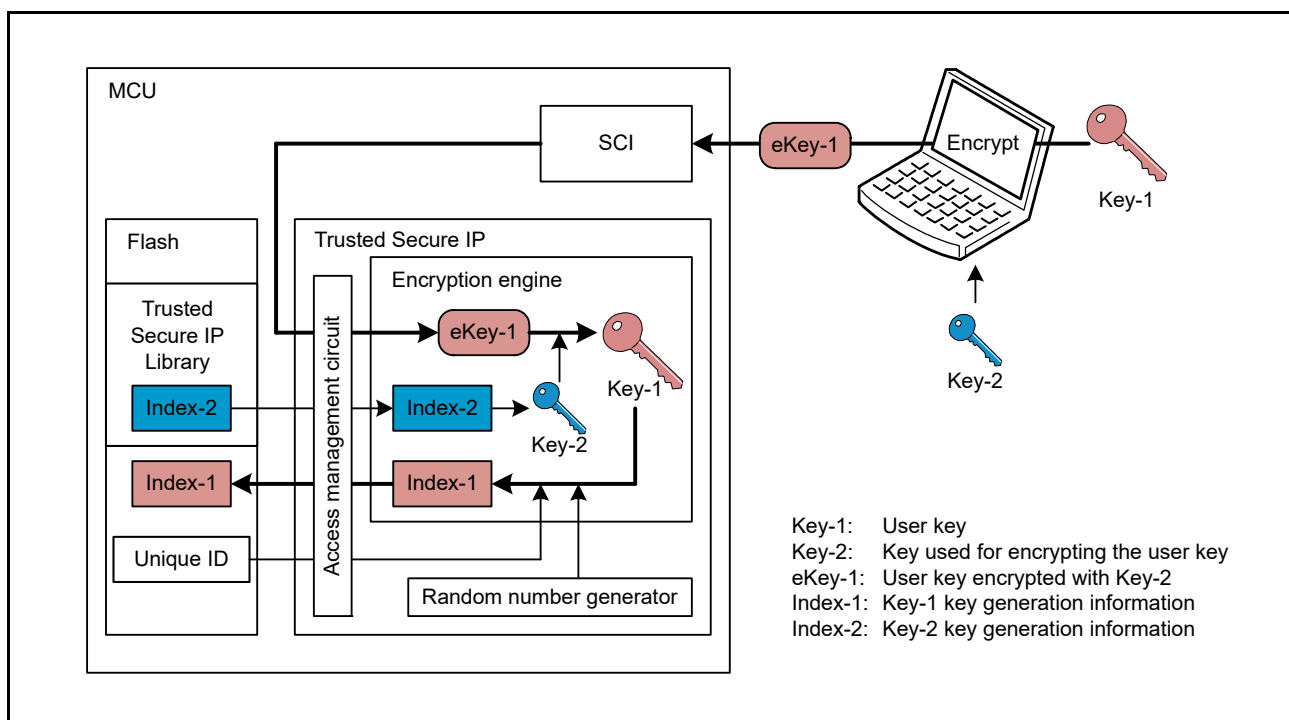 MCU
SCI
eKey-1
Encrypt
Key-1
Flash
Trusted Secure IP
Encryption engine
Trusted
Secure IP
Library
Access management circuit
eKey-1
Key-1
Key-2
Index-2
Index-2
Key-2
Index-1
Index-1
Unique ID
Random number generator
Key-1: User key
Key-2: Key used for encrypting the user key
eKey-1: User key encrypted with Key-2
Index-1: Key-1 key generation information
Index-2: Key-2 key generation information